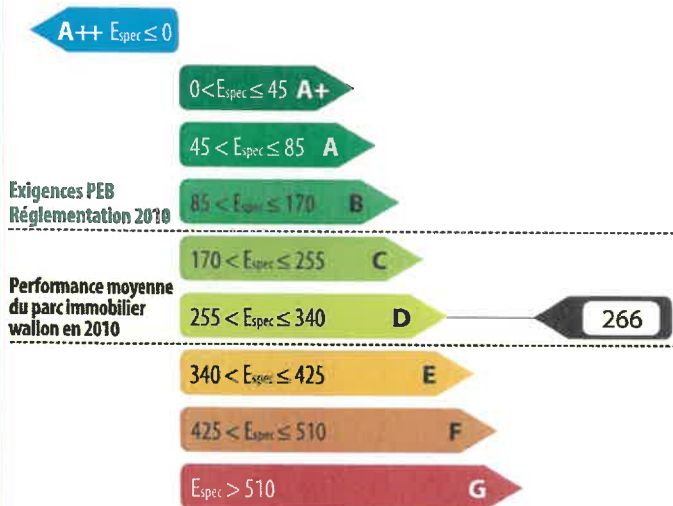 A++ Espec ≤ 0
0 < Espec ≤ 45 A+
45 < Espec ≤ 85 A
Exigences PEB
Réglementation 2010
85 < Espec ≤ 170 B
170 < Espec ≤ 255 C
Performance moyenne
du parc immobilier
wallon en 2010
255 < Espec ≤ 340 D
266
340 < Espec ≤ 425 E
425 < Espec ≤ 510 F
Espec > 510 G